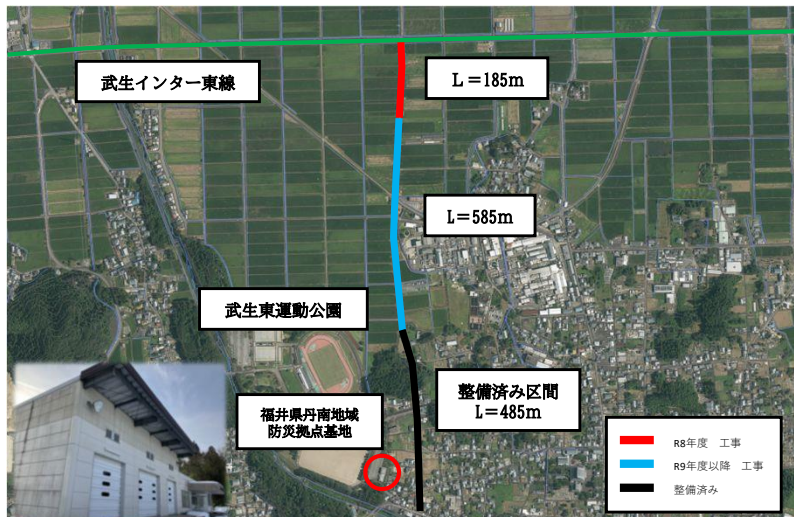 武生インター東線
L＝185m
L＝585m
武生東運動公園
福井県丹南地域
防災拠点基地
整備済み区間
L＝485m
R8年度　工事
R9年度以降　工事
整備済み